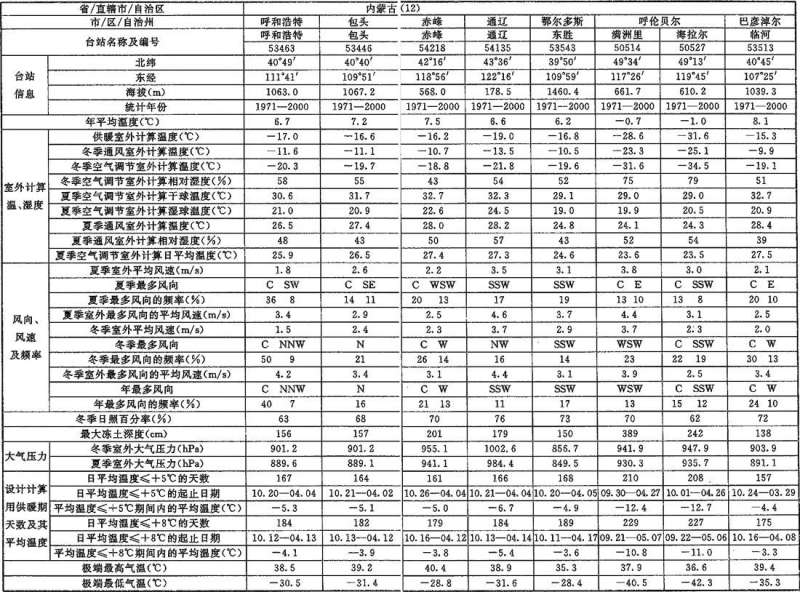 省/直辖市/自治区 内蒙古(12)
市/区/自治州 呼和浩特 包头 赤峰 通辽 鄂尔多斯 呼伦贝尔 巴彦淖尔
台站名称及编号 呼和浩特 包头 赤峰 通辽 东胜 满洲里 海拉尔 临河
53463 53446 54218 54135 53543 50514 50527 53513
台站信息 北纬 40°49′ 40°40′ 42°16′ 43°36′ 39°50′ 49°34′ 49°13′ 40°45′
东经 111°41′ 109°51′ 118°56′ 122°16′ 109°59′ 117°26′ 119°45′ 107°25′
海拔(m) 1063.0 1067.2 568.0 178.5 1460.4 661.7 610.2 1039.3
统计年份 1971—2000 1971—2000 1971—2000 1971—2000 1971—2000 1971—2000 1971—2000 1971—2000
年平均温度(℃) 6.7 7.2 7.5 6.6 6.2 −0.7 −1.0 8.1
室外计算温、湿度 供暖室外计算温度(℃) −17.0 −16.6 −16.2 −19.0 −16.8 −28.6 −31.6 −15.3
冬季通风室外计算温度(℃) −11.6 −11.1 −10.7 −13.5 −10.5 −23.3 −25.1 −9.9
冬季空气调节室外计算温度(℃) −20.3 −19.7 −18.8 −21.8 −19.6 −31.6 −34.5 −19.1
冬季空气调节室外计算相对湿度(%) 58 55 43 54 52 75 79 51
夏季空气调节室外计算干球温度(℃) 30.6 31.7 32.7 32.3 29.1 29.0 29.0 32.7
夏季空气调节室外计算湿球温度(℃) 21.0 20.9 22.6 24.5 19.0 19.9 20.5 20.9
夏季通风室外计算温度(℃) 26.5 27.4 28.0 28.2 24.8 24.1 24.3 28.4
夏季通风室外计算相对湿度(%) 48 43 50 57 43 52 54 39
夏季空气调节室外计算日平均温度(℃) 25.9 26.5 27.4 27.3 24.6 23.6 23.5 27.5
风向、风速及频率 夏季室外平均风速(m/s) 1.8 2.6 2.2 3.5 3.1 3.8 3.0 2.1
夏季最多风向 C SW C SE C WSW SSW SSW C E C SSW C E
夏季最多风向的频率(%) 36 8 14 11 20 13 17 19 13 10 13 8 20 10
夏季室外最多风向的平均风速(m/s) 3.4 2.9 2.5 4.6 3.7 4.4 3.1 2.5
冬季室外平均风速(m/s) 1.5 2.4 2.3 3.7 2.9 3.7 2.3 2.0
冬季最多风向 C NNW N C W NW SSW WSW C SSW C W
冬季最多风向的频率(%) 50 9 21 26 14 16 14 23 22 19 30 13
冬季室外最多风向的平均风速(m/s) 4.2 3.4 3.1 4.4 3.1 3.9 2.5 3.4
年最多风向 C NNW N C W SSW SSW WSW C SSW C W
年最多风向的频率(%) 40 7 16 21 13 11 17 13 15 12 24 10
冬季日照百分率(%) 63 68 70 76 73 70 62 72
最大冻土深度(cm) 156 157 201 179 150 389 242 138
大气压力 冬季室外大气压力(hPa) 901.2 901.2 955.1 1002.6 856.7 941.9 947.9 903.9
夏季室外大气压力(hPa) 889.6 889.1 941.1 984.4 849.5 930.3 935.7 891.1
设计计算用供暖期天数及其平均温度 日平均温度≤+5℃的天数 167 164 161 166 168 210 208 157
日平均温度≤+5℃的起止日期 10.20—04.04 10.21—04.02 10.26—04.04 10.21—04.04 10.20—04.05 09.30—04.27 10.01—04.26 10.24—03.29
平均温度≤+5℃期间内的平均温度(℃) −5.3 −5.1 −5.0 −6.7 −4.9 −12.4 −12.7 −4.4
日平均温度≤+8℃的天数 184 182 179 184 189 229 227 175
日平均温度≤+8℃的起止日期 10.12—04.13 10.13—04.12 10.16—04.12 10.13—04.14 10.11—04.17 09.21—05.07 09.22—05.06 10.16—04.08
平均温度≤+8℃期间内的平均温度(℃) −4.1 −3.9 −3.8 −5.4 −3.6 −10.8 −11.0 −3.3
极端最高气温(℃) 38.5 39.2 40.4 38.9 35.3 37.9 36.6 39.4
极端最低气温(℃) −30.5 −31.4 −28.8 −31.6 −28.4 −40.5 −42.3 −35.3